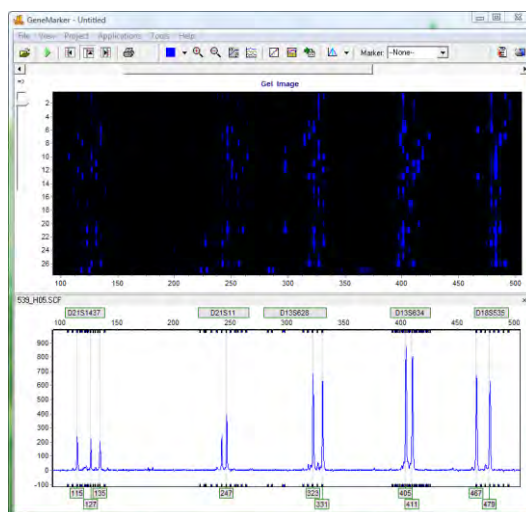 GeneMarker - Untitled
File View Project Applications Tools Help
Marker: -None-
Gel Image
2
4
6
8
10
12
14
16
18
20
22
24
26
100 150 200 250 300 350 400 450 500
539_H05.SCF
D21S1437 D21S11 D13S628 D13S634 D18S535
100 150 200 250 300 350 400 450 500
900
800
700
600
500
400
300
200
100
0
-100
115 135 247 323 405 467
127 331 411 479